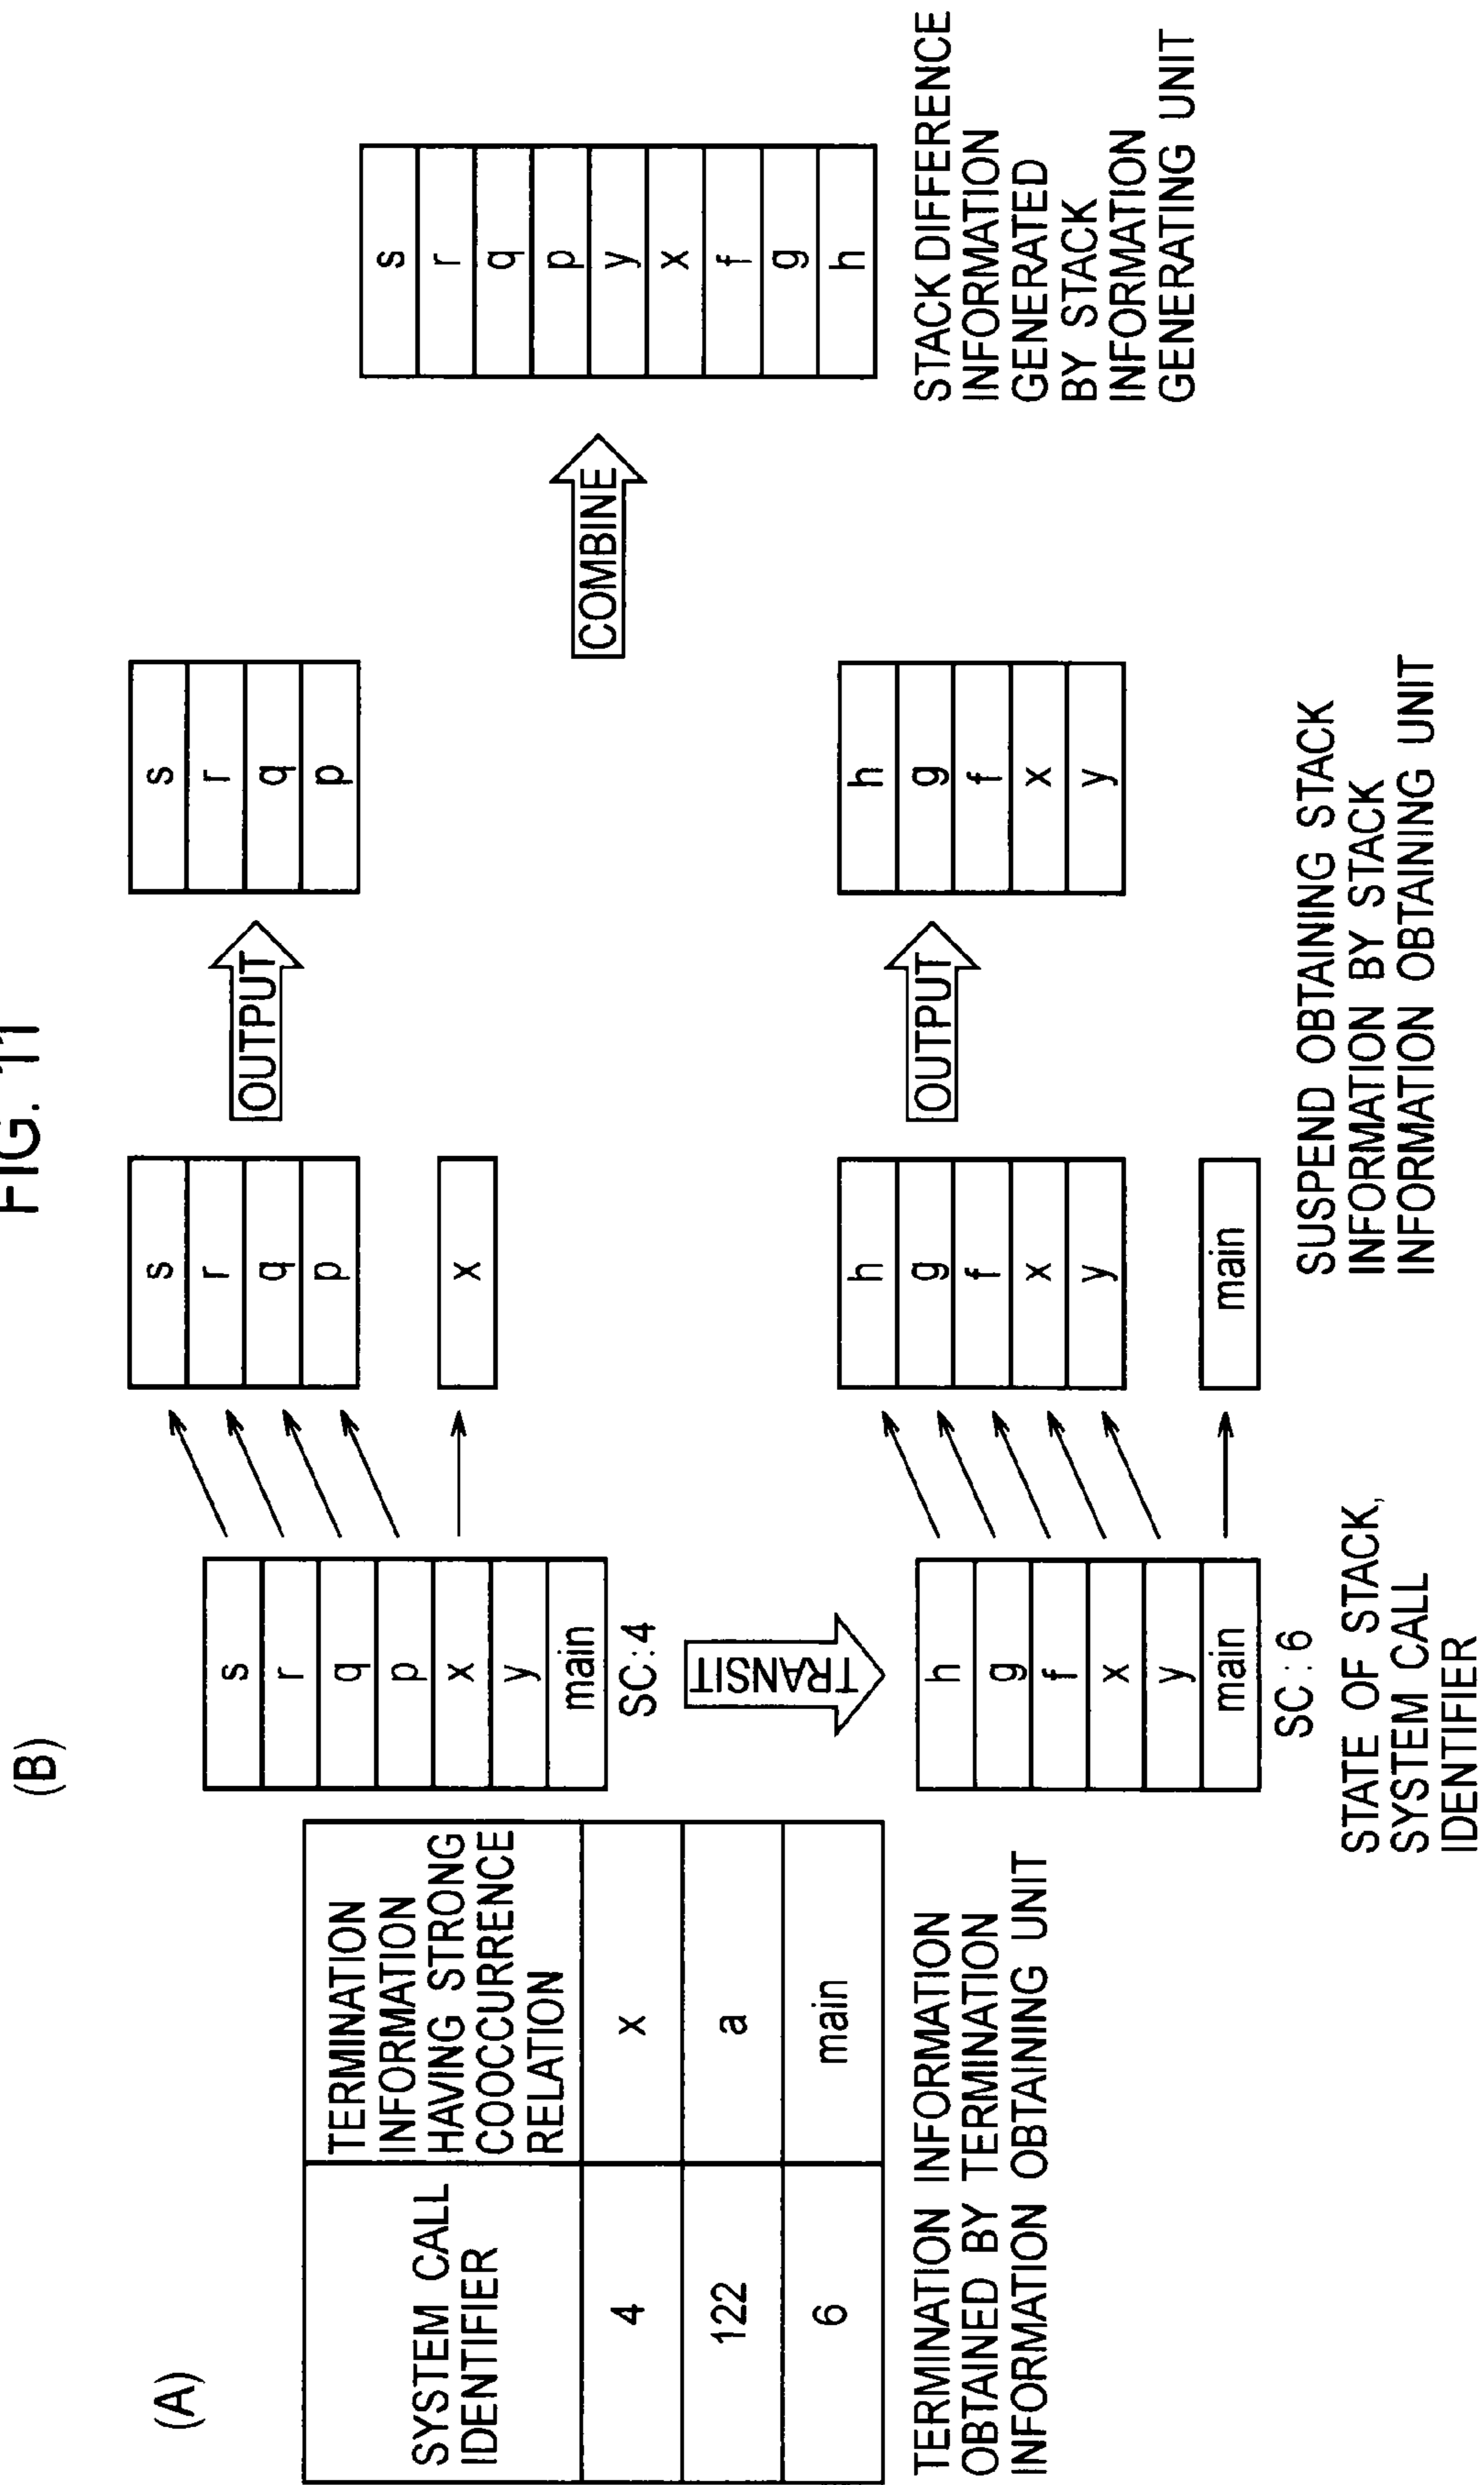 FIG. 11
(A)
SYSTEM CALL
IDENTIFIER
TERMINATION
INFORMATION
HAVING STRONG
COOCCURRENCE
RELATION
4
x
122
a
6
main
TERMINATION INFORMATION
OBTAINED BY TERMINATION
INFORMATION OBTAINING UNIT
(B)
s
r
q
p
x
y
main
SC:4
TRANSIT
h
g
f
x
y
main
SC:6
STATE OF STACK,
SYSTEM CALL
IDENTIFIER
s
r
q
p
x
h
g
f
x
y
main
SUSPEND OBTAINING STACK
INFORMATION BY STACK
INFORMATION OBTAINING UNIT
OUTPUT
OUTPUT
s
r
q
p
h
g
f
x
y
COMBINE
s
r
q
p
y
x
f
g
h
STACK DIFFERENCE
INFORMATION
GENERATED
BY STACK
INFORMATION
GENERATING UNIT